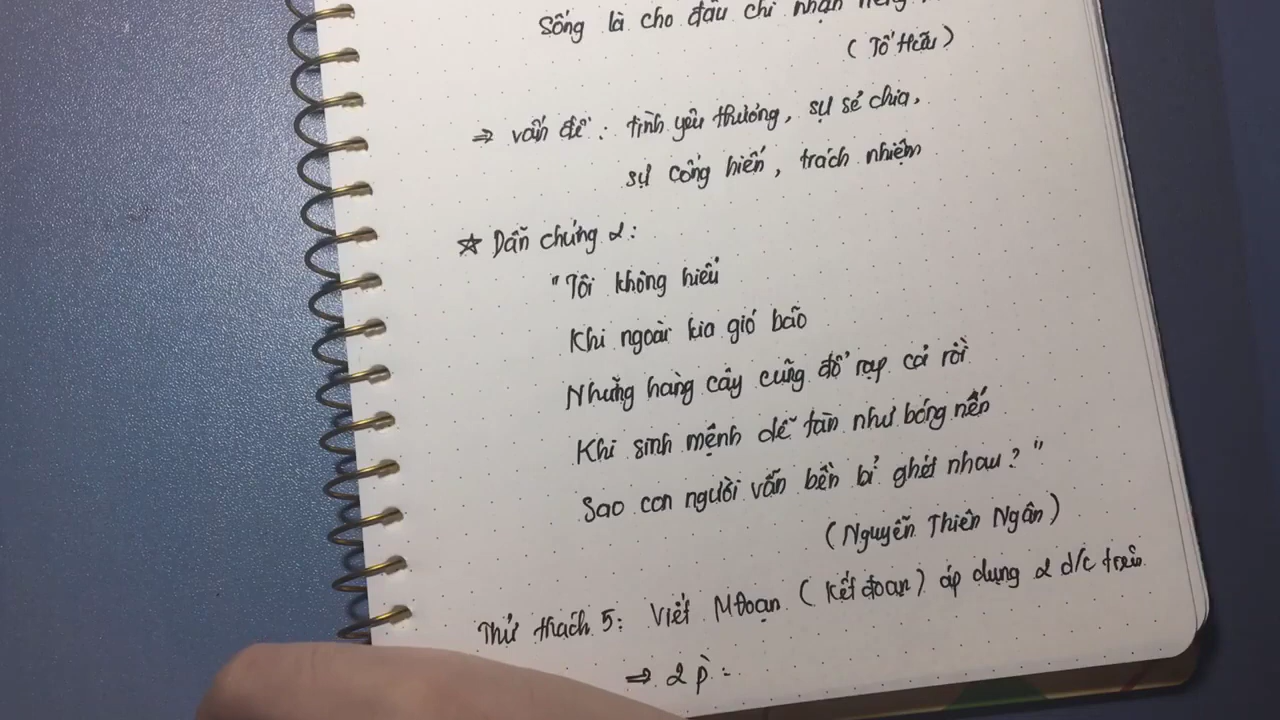 Sống là cho đâu chỉ nhận riêng
( Tố Hữu )
⇒ vấn đề : tình yêu thương, sự sẻ chia,
sự cống hiến, trách nhiệm
☆ Dẫn chứng 2:
"Tôi không hiểu
Khi ngoài kia gió bão
Những hàng cây cũng đổ rạp cả rồi
Khi sinh mệnh dễ tàn như bóng nến
Sao con người vẫn bền bỉ ghét nhau? "
( Nguyễn Thiên Ngân )
Thử thách 5: Viết MĐoạn ( kết đoạn ) áp dụng 2 d/c trên
⇒ 2 p :